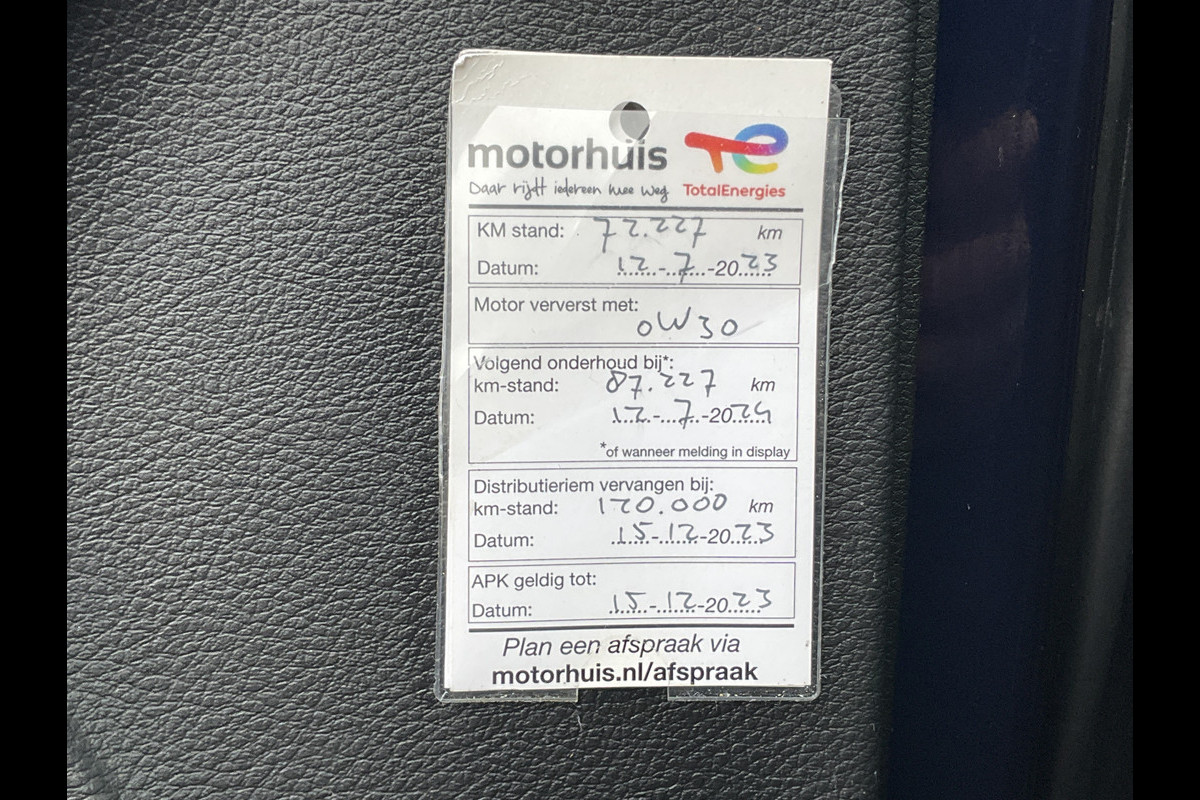 motorhuis
Daar rijdt iedereen mee weg
TotalEnergies
KM stand: 72.227 km
Datum: 12-7-2023
Motor ververst met:
0W30
Volgend onderhoud bij*:
km-stand: 87.227 km
Datum: 12-7-2024
*of wanneer melding in display
Distributieriem vervangen bij:
km-stand: 120.000 km
Datum: 15-12-2023
APK geldig tot:
Datum: 15-12-2023
Plan een afspraak via
motorhuis.nl/afspraak